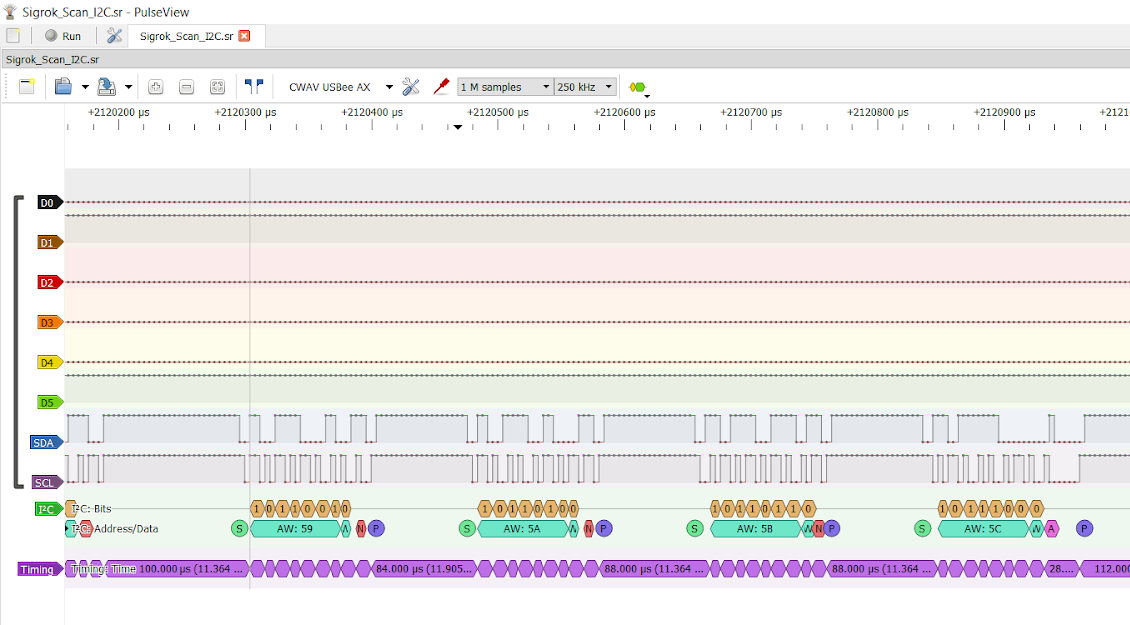 Sigrok_Scan_I2C.sr - PulseView
Run Sigrok_Scan_I2C.sr
Sigrok_Scan_I2C.sr
CWAV USBee AX 1 M samples 250 kHz
+2120200 µs +2120300 µs +2120400 µs +2120500 µs +2120600 µs +2120700 µs +2120800 µs +2120900 µs +2121
D0
D1
D2
D3
D4
D5
SDA
SCL
I²C I²C: Bits 1 0 1 1 0 0 1 0 1 0 1 1 0 1 0 0 1 0 1 1 0 1 1 0 1 0 1 1 1 0 0 0
I²C: Address/Data S AW: 59 N P S AW: 5A N P S AW: 5B W N P S AW: 5C W A P
Timing Timing: Time 100.000 µs (11.364 ... 84.000 µs (11.905... 88.000 µs (11.364 ... 88.000 µs (11.364 ... 28.... 112.000